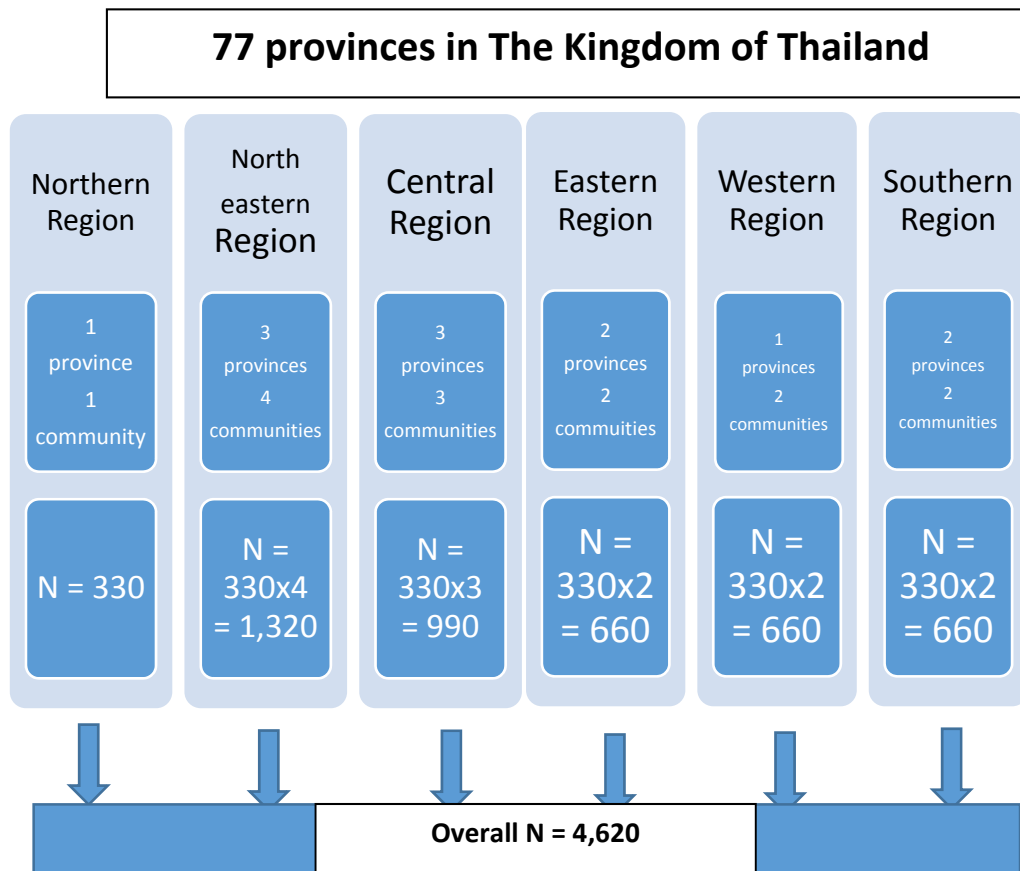 77 provinces in The Kingdom of Thailand
Northern
Region
North
eastern
Region
Central
Region
Eastern
Region
Western
Region
Southern
Region
1
province
1
community
3
provinces
4
communities
3
provinces
3
communities
2
provinces
2
commuities
1
provinces
2
communities
2
provinces
2
communities
N = 330
N =
330x4
= 1,320
N =
330x3
= 990
N =
330x2
= 660
N =
330x2
= 660
N =
330x2
= 660
Overall N = 4,620